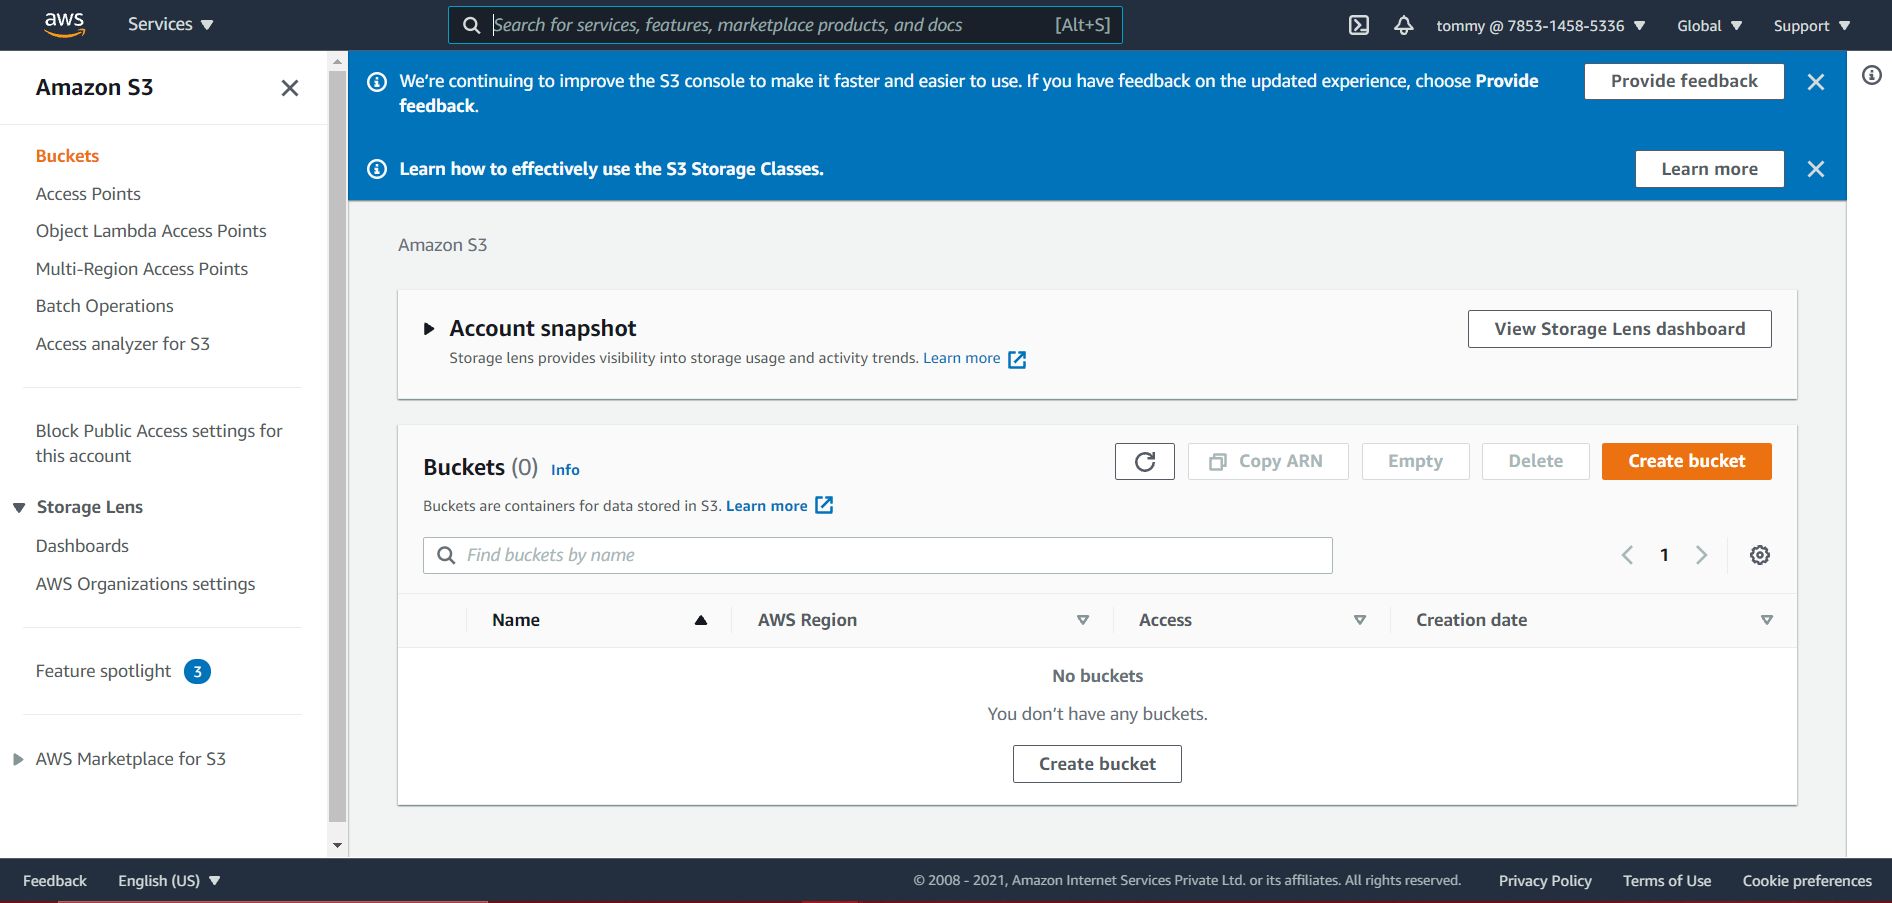 aws
Services
Search for services, features, marketplace products, and docs
[Alt+S]
tommy @ 7853-1458-5336
Global
Support
Amazon S3
Buckets
Access Points
Object Lambda Access Points
Multi-Region Access Points
Batch Operations
Access analyzer for S3
Block Public Access settings for
this account
Storage Lens
Dashboards
AWS Organizations settings
Feature spotlight 3
AWS Marketplace for S3
We’re continuing to improve the S3 console to make it faster and easier to use. If you have feedback on the updated experience, choose Provide
feedback.
Provide feedback
Learn how to effectively use the S3 Storage Classes.
Learn more
Amazon S3
Account snapshot
Storage lens provides visibility into storage usage and activity trends. Learn more
View Storage Lens dashboard
Buckets (0) Info
Copy ARN
Empty
Delete
Create bucket
Buckets are containers for data stored in S3. Learn more
Find buckets by name
1
Name
AWS Region
Access
Creation date
No buckets
You don’t have any buckets.
Create bucket
Feedback
English (US)
© 2008 - 2021, Amazon Internet Services Private Ltd. or its affiliates. All rights reserved.
Privacy Policy
Terms of Use
Cookie preferences